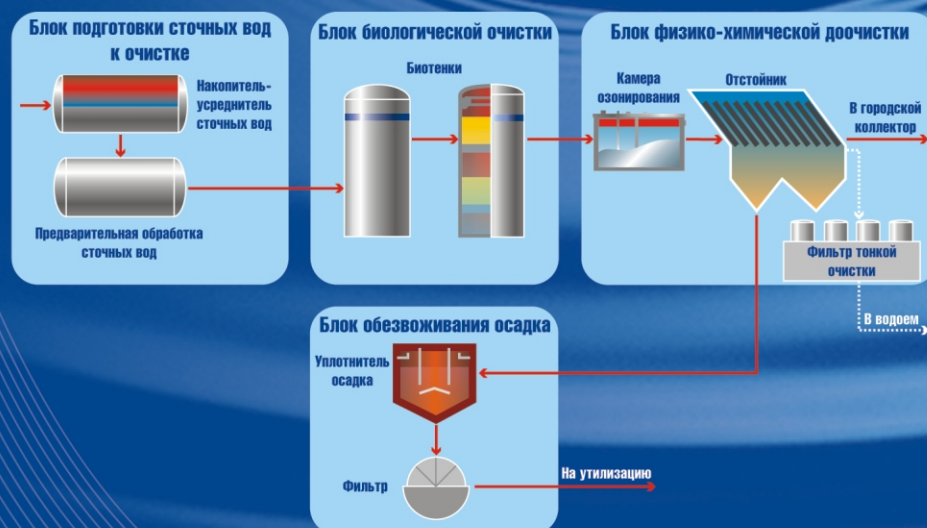 Блок подготовки сточных вод
к очистке
Накопитель-
усреднитель
сточных вод
Предварительная обработка
сточных вод
Блок биологической очистки
Биотенки
Блок физико-химической доочистки
Камера
озонирования
Отстойник
В городской
коллектор
Фильтр тонкой
очистки
В водоем
Блок обезвоживания осадка
Уплотнитель
осадка
Фильтр
На утилизацию